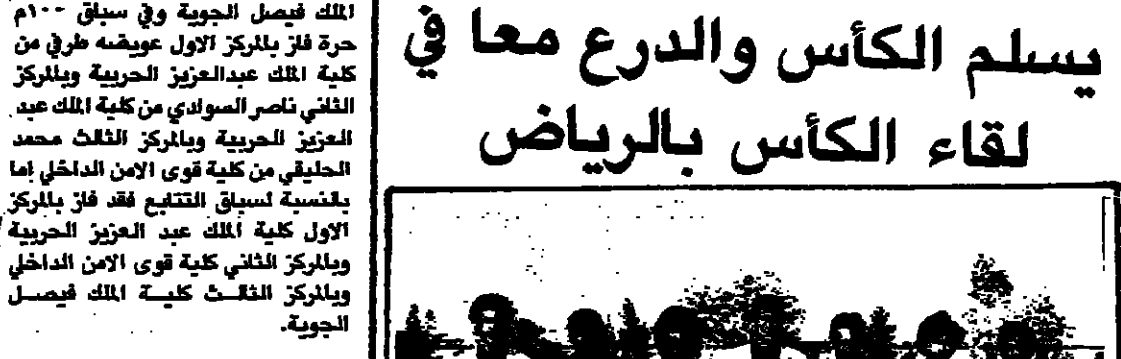 يسلم الكأس والدرع معا في
لقاء الكأس بالرياض
الملك فيصل الجوية وفي سباق ١٠٠م
حرة فاز بالمركز الاول عويضه طرفي من
كلية الملك عبدالعزيز الحربية وبالمركز
الثاني ناصر السوادي من كلية الملك عبد
العزيز الحربية وبالمركز الثالث محمد
الحليقي من كلية قوى الامن الداخلي اما
بالنسبة لسباق التتابع فقد فاز بالمركز
الاول كلية الملك عبد العزيز الحربية
وبالمركز الثاني كلية قوى الامن الداخلي
وبالمركز الثالث كلية الملك فيصل
الجوية.